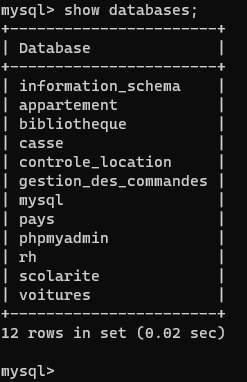 mysql> show databases;
+-----------------------+
| Database              |
+-----------------------+
| information_schema    |
| appartement           |
| bibliotheque          |
| casse                 |
| controle_location     |
| gestion_des_commandes |
| mysql                 |
| pays                  |
| phpmyadmin            |
| rh                    |
| scolarite             |
| voitures              |
+-----------------------+
12 rows in set (0.02 sec)

mysql>